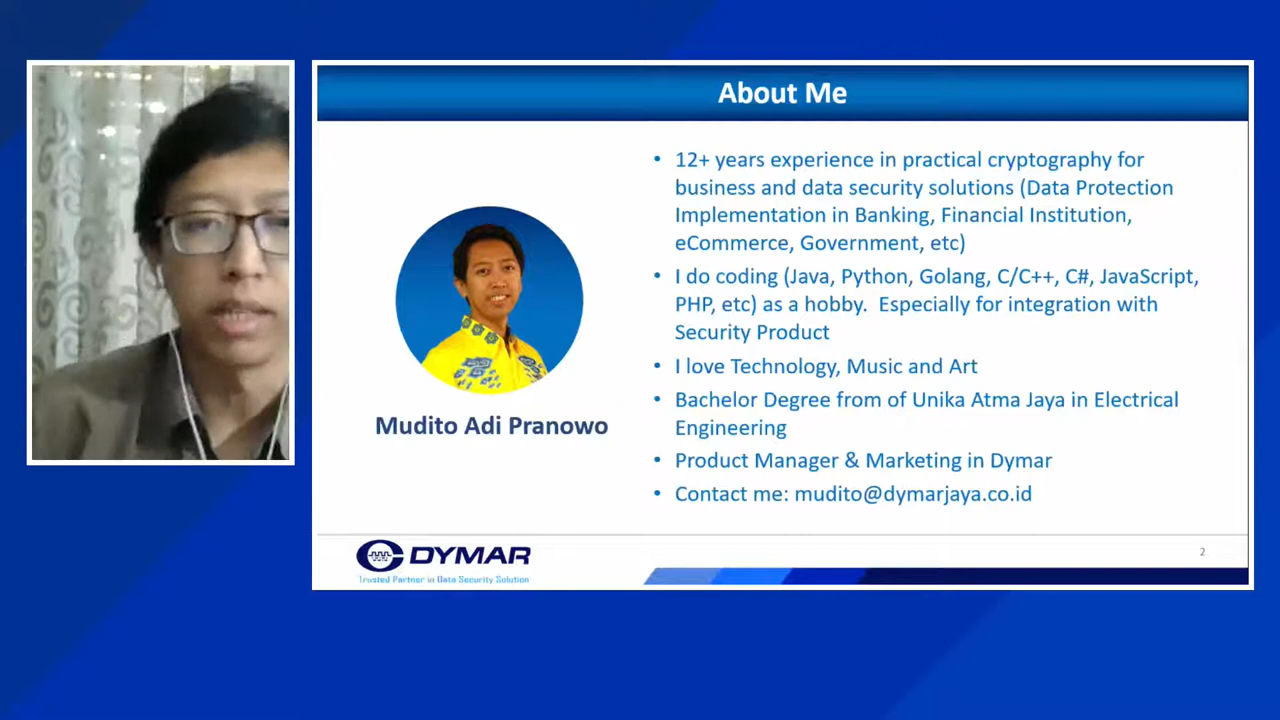 About Me
• 12+ years experience in practical cryptography for
business and data security solutions (Data Protection
Implementation in Banking, Financial Institution,
eCommerce, Government, etc)
• I do coding (Java, Python, Golang, C/C++, C#, JavaScript,
PHP, etc) as a hobby.  Especially for integration with
Security Product
• I love Technology, Music and Art
• Bachelor Degree from of Unika Atma Jaya in Electrical
Engineering
• Product Manager & Marketing in Dymar
• Contact me: mudito@dymarjaya.co.id
Mudito Adi Pranowo
DYMAR
Trusted Partner in Data Security Solution
2